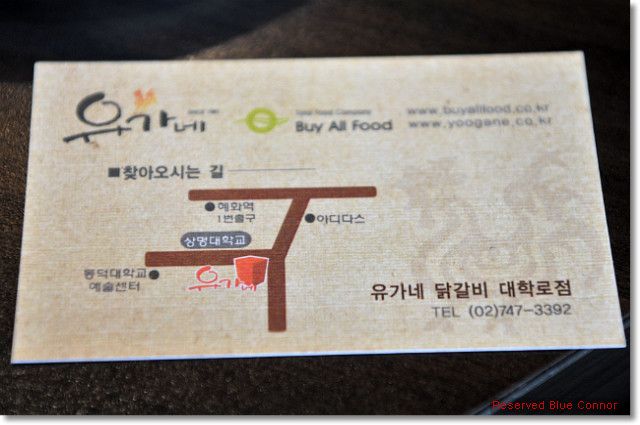 유가네
Total Food Company
Buy All Food
www.buyallfood.co.kr
www.yoogane.co.kr
■찾아오시는 길
혜화역
1번출구
아디다스
상명대학교
동덕대학교
예술센터
유가네
유가네 닭갈비 대학로점
TEL (02)747-3392
Reserved Blue Connor